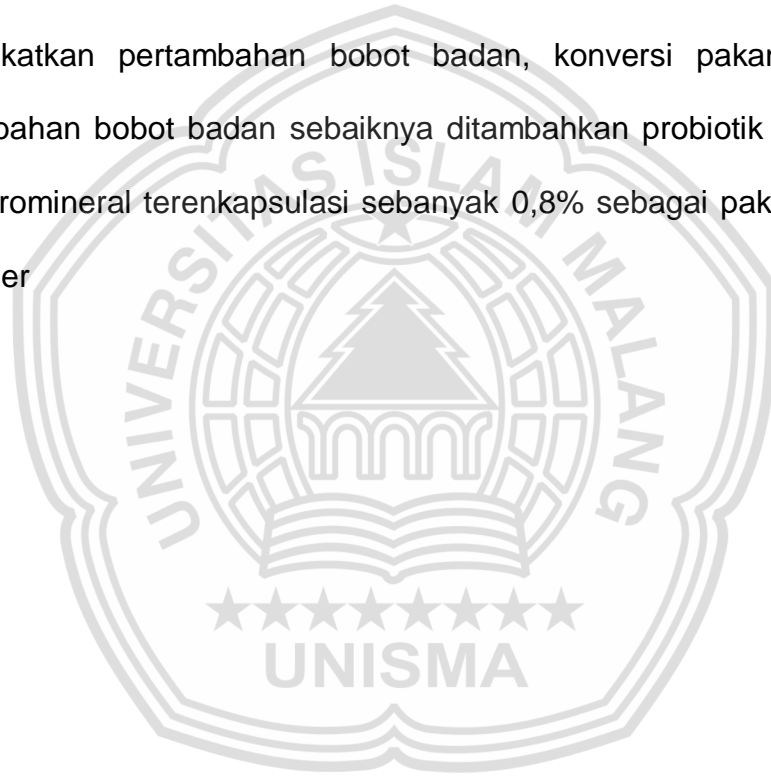 katkan pertambahan bobot badan, konversi pakan
bahan bobot badan sebaiknya ditambahkan probiotik
romineral terenkapsulasi sebanyak 0,8% sebagai pak
er
UNIVERSITAS ISLAM MALANG
UNISMA